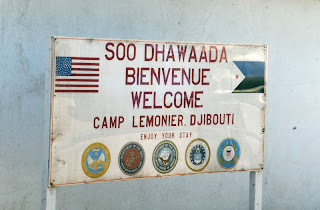 SOO DHAWAADA
BIENVENUE
WELCOME
CAMP LEMONIER, DJIBOUTI
ENJOY YOUR STAY